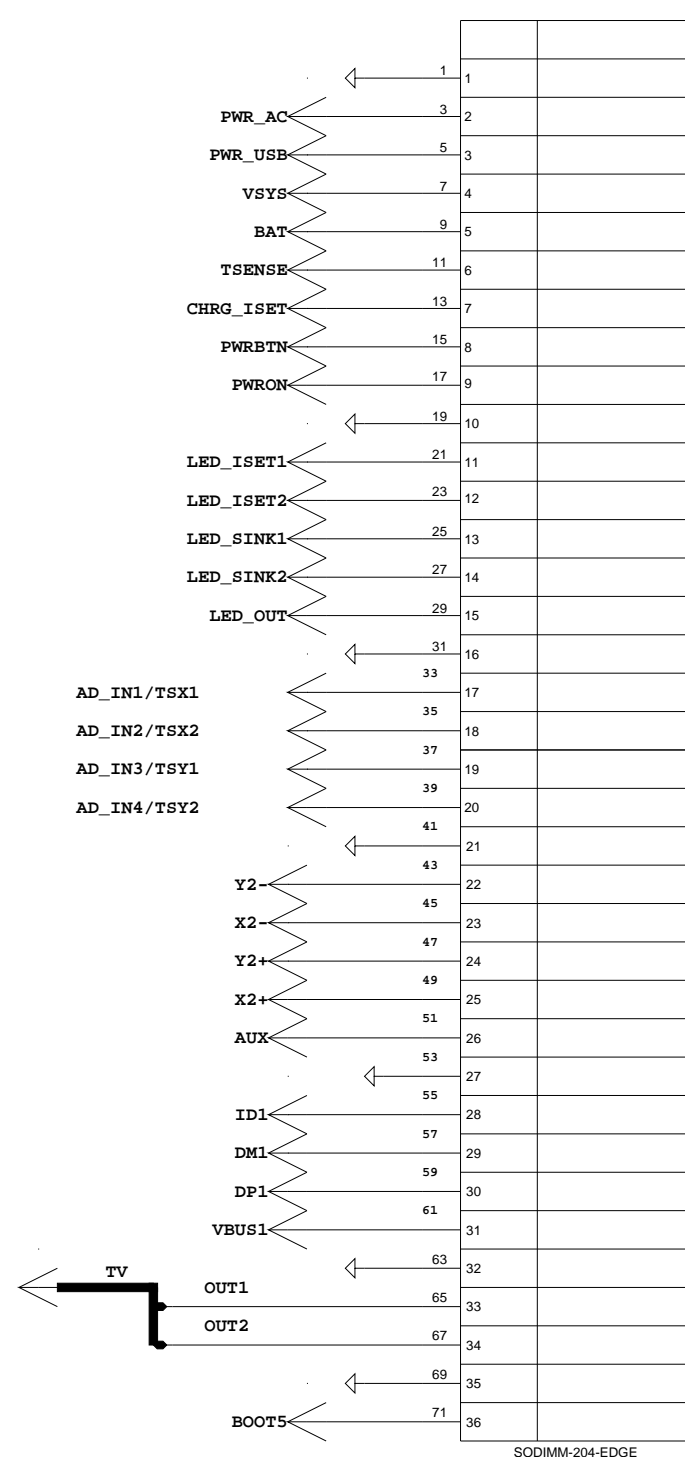 1 1
PWR_AC 3 2
PWR_USB 5 3
VSYS 7 4
BAT 9 5
TSENSE 11 6
CHRG_ISET 13 7
PWRBTN 15 8
PWRON 17 9
19 10
LED_ISET1 21 11
LED_ISET2 23 12
LED_SINK1 25 13
LED_SINK2 27 14
LED_OUT 29 15
31 16
33
AD_IN1/TSX1 17
35
AD_IN2/TSX2 18
37
AD_IN3/TSY1 19
39
AD_IN4/TSY2 20
41
21
43
Y2- 22
45
X2- 23
47
Y2+ 24
49
X2+ 25
51
AUX 26
53
27
55
ID1 28
57
DM1 29
59
DP1 30
61
VBUS1 31
TV 63 32
OUT1 65 33
OUT2 67 34
69 35
BOOT5 71 36
SODIMM-204-EDGE